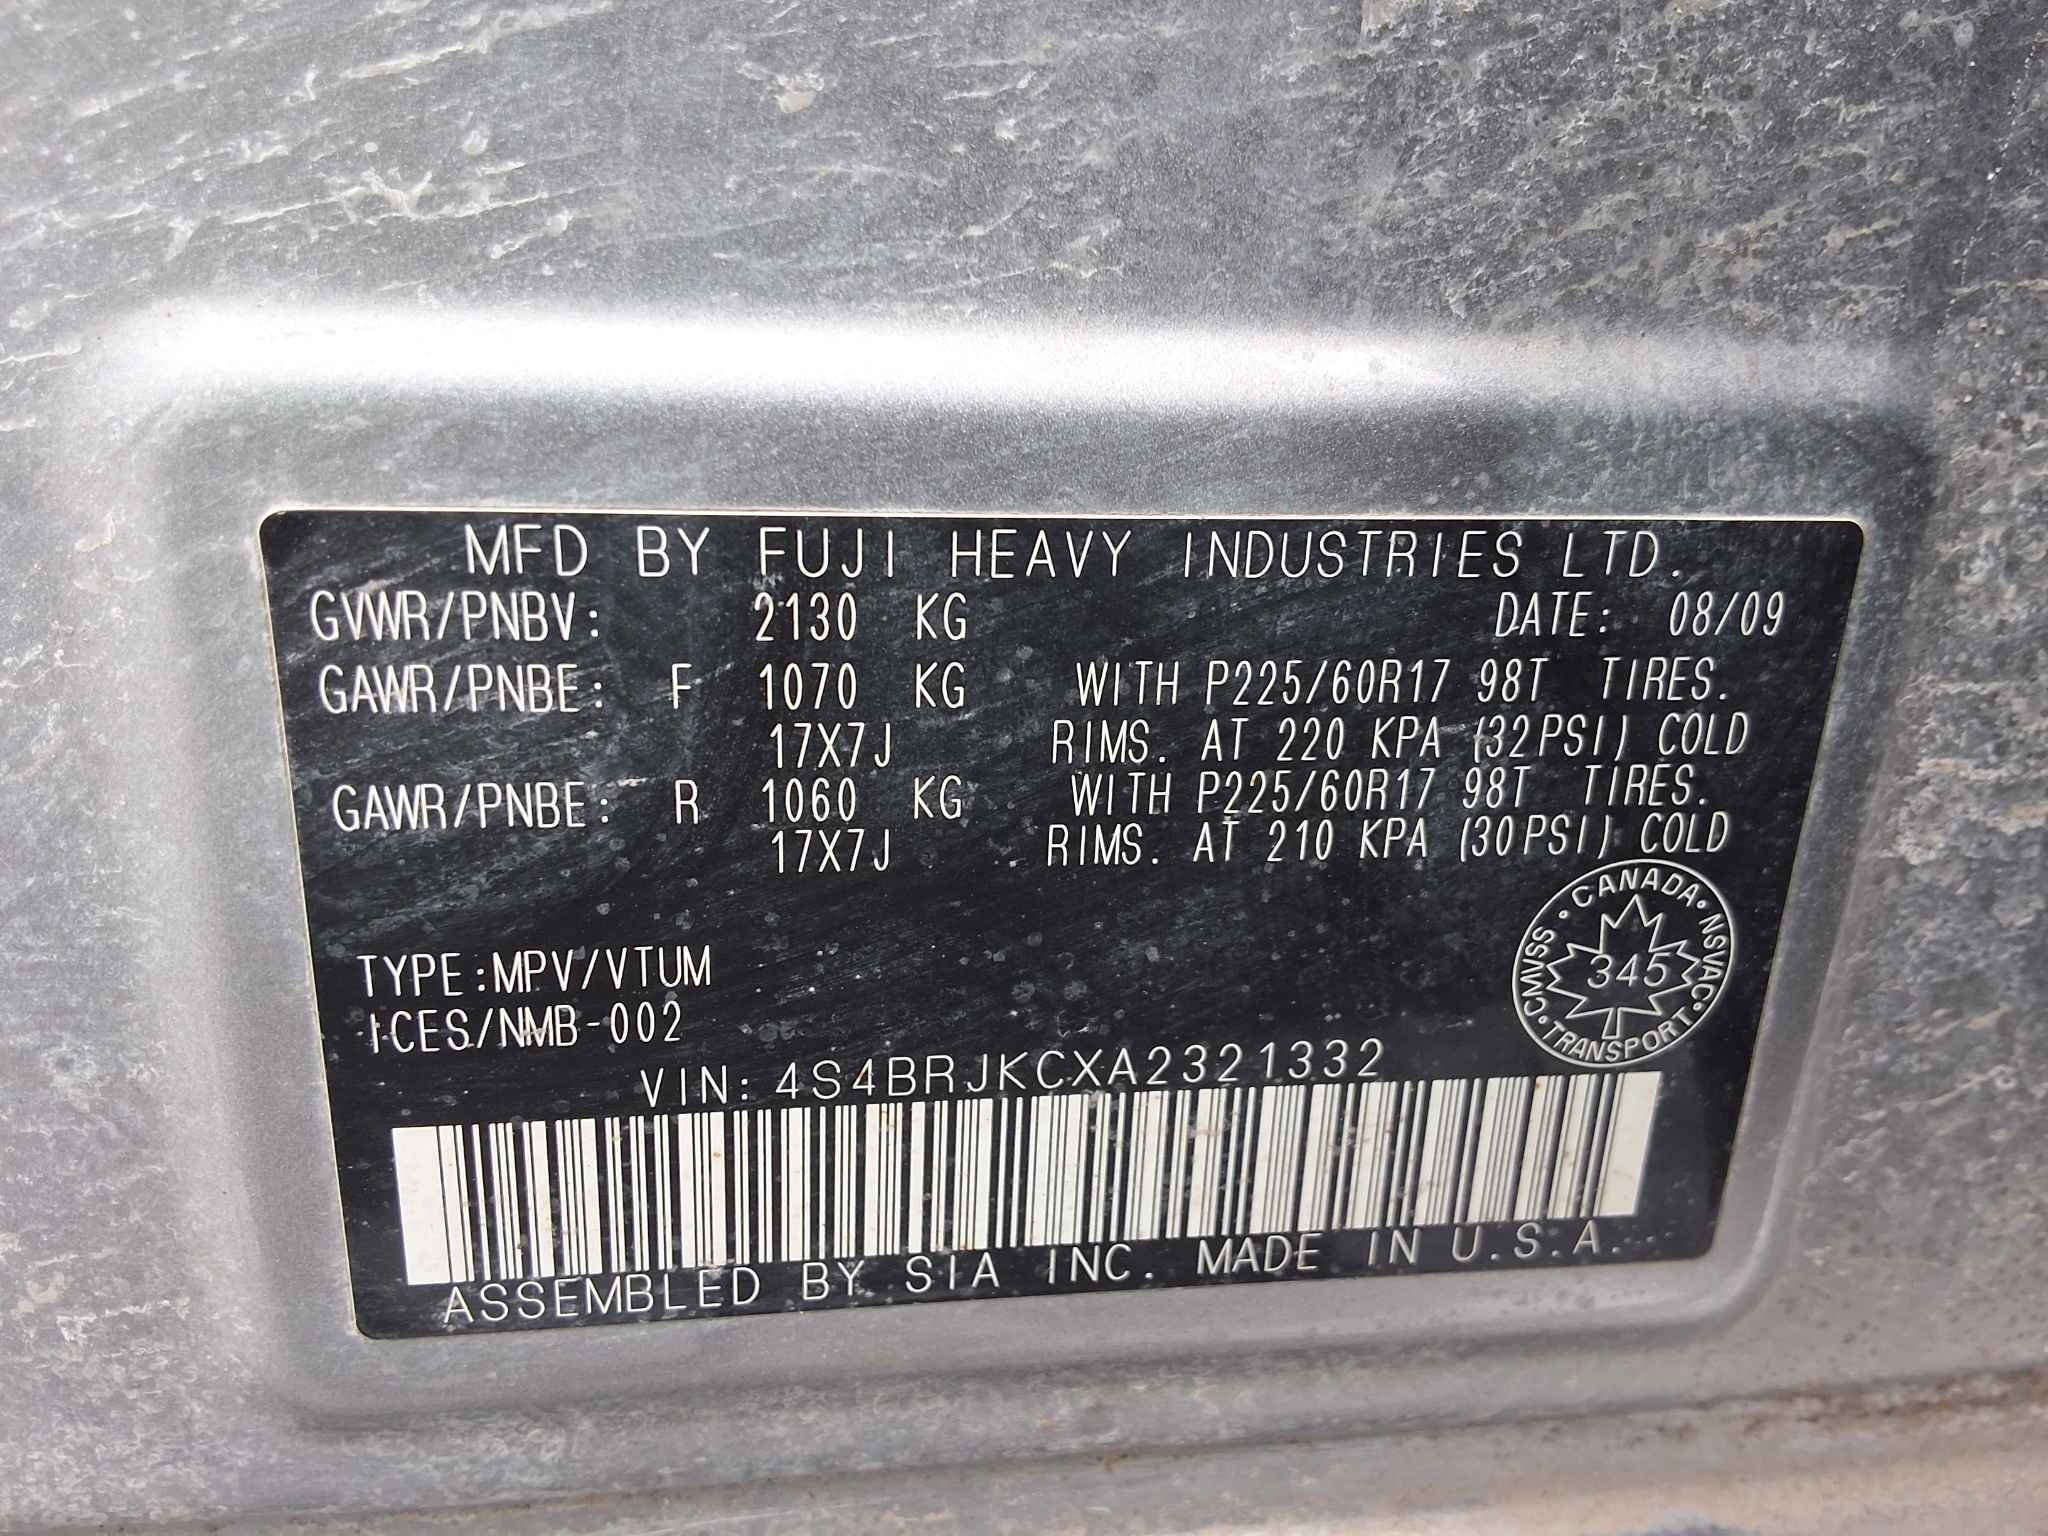 MFD BY FUJI HEAVY INDUSTRIES LTD.
GVWR/PNBV: 2130 KG DATE: 08/09
GAWR/PNBE: F 1070 KG WITH P225/60R17 98T TIRES.
17X7J RIMS. AT 220 KPA (32PSI) COLD
GAWR/PNBE: R 1060 KG WITH P225/60R17 98T TIRES.
17X7J RIMS. AT 210 KPA (30PSI) COLD
TYPE:MPV/VTUM
ICES/NMB-002
CANADA · NSVAC · TRANSPORT · CMVSS ·
345
VIN: 4S4BRJKCXA2321332
ASSEMBLED BY SIA INC. MADE IN U.S.A.